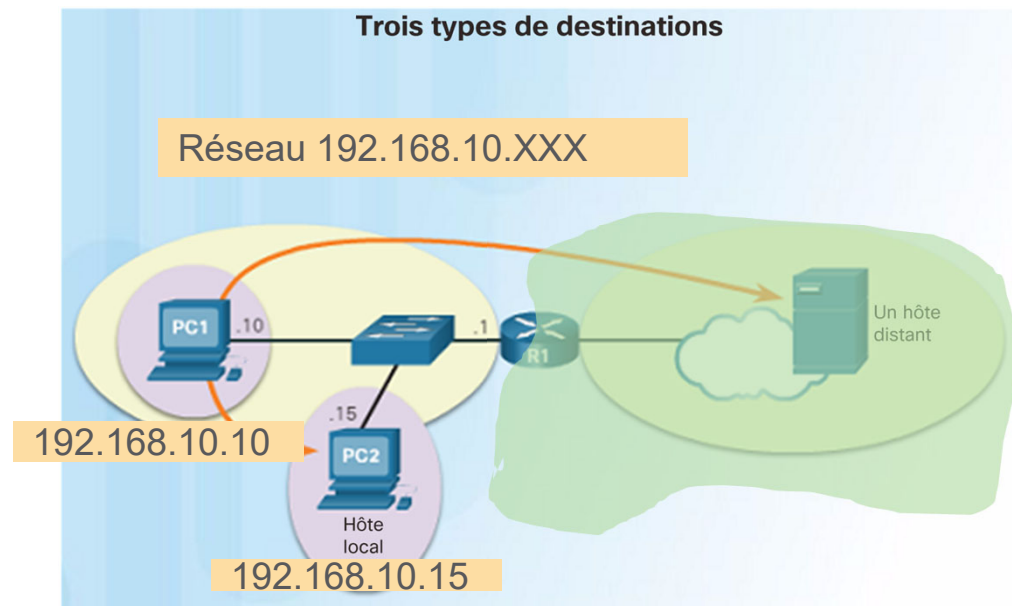 Trois types de destinations
Réseau 192.168.10.XXX
Un hôte
distant
PC1
.10
.1
R1
.15
192.168.10.10
PC2
Hôte
local
192.168.10.15